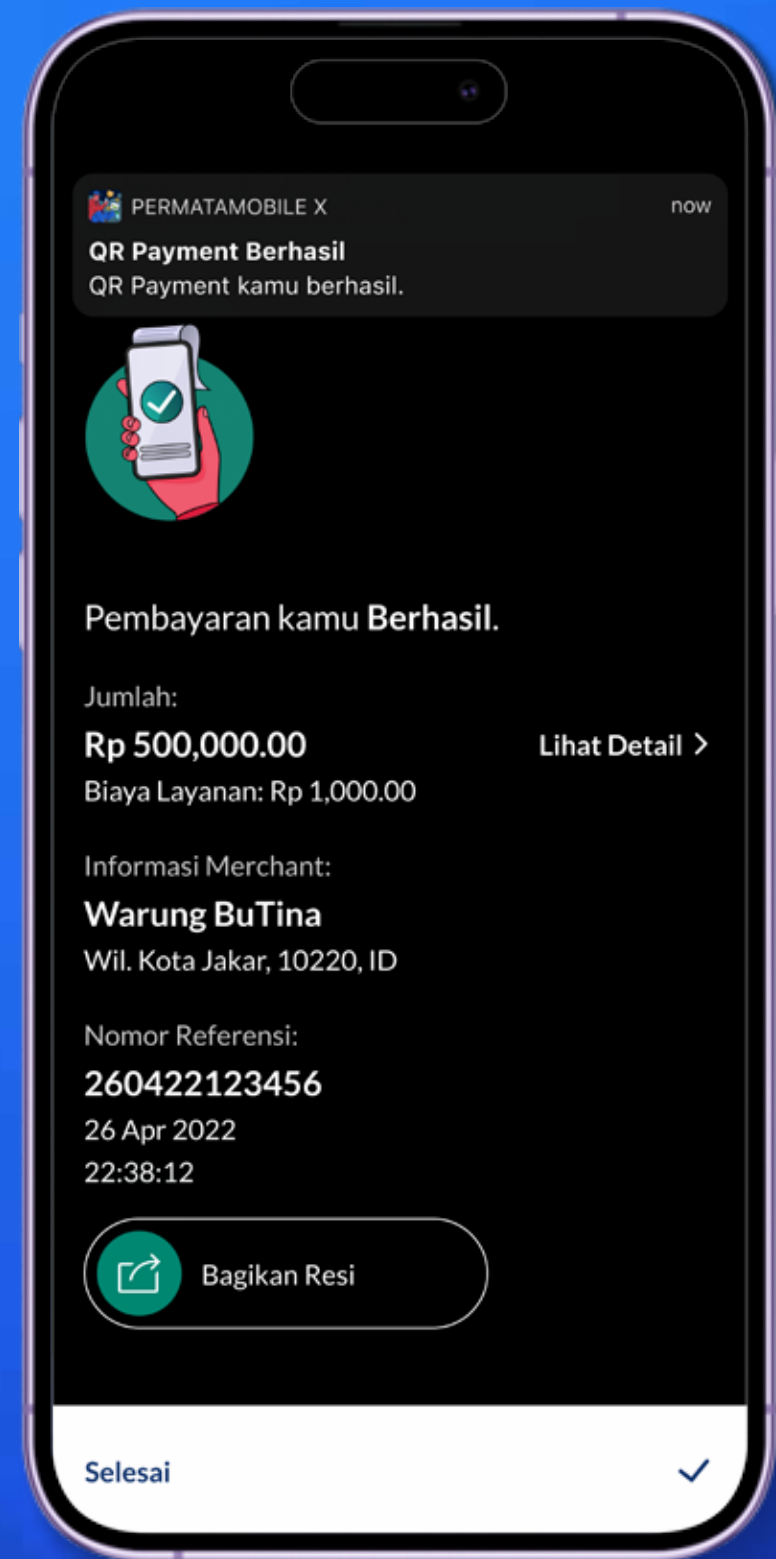 PERMATAMOBILE X now
QR Payment Berhasil
QR Payment kamu berhasil.
Pembayaran kamu Berhasil.
Jumlah:
Rp 500,000.00 Lihat Detail >
Biaya Layanan: Rp 1,000.00
Informasi Merchant:
Warung BuTina
Wil. Kota Jakar, 10220, ID
Nomor Referensi:
260422123456
26 Apr 2022
22:38:12
Bagikan Resi
Selesai